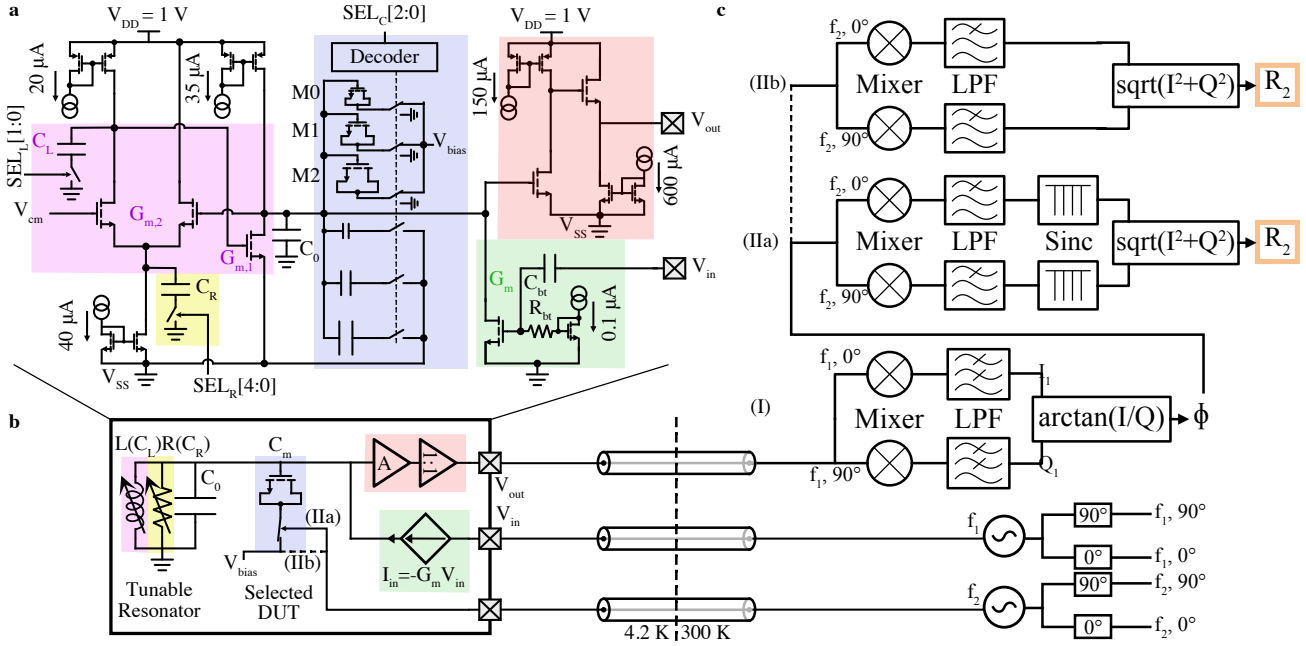 a
V_DD = 1 V
20 µA
35 µA
SEL_L[1:0]
C_L
V_cm
G_m,2
G_m,1
C_0
C_R
40 µA
V_SS
SEL_R[4:0]
SEL_C[2:0]
Decoder
M0
M1
M2
V_bias
V_DD = 1 V
150 µA
V_out
600 µA
V_SS
G_m
C_bt
R_bt
0.1 µA
V_in
b
L(C_L)R(C_R)
C_0
C_m
(IIa)
V_bias
(IIb)
Tunable
Resonator
Selected
DUT
A
1:1
V_out
V_in
I_in=-G_mV_in
4.2 K
300 K
c
(IIb)
f_2, 0°
Mixer
LPF
f_2, 90°
sqrt(I²+Q²)
R_2
(IIa)
f_2, 0°
Mixer
LPF
Sinc
f_2, 90°
sqrt(I²+Q²)
R_2
(I)
f_1, 0°
Mixer
LPF
f_1, 90°
I_1
Q_1
arctan(I/Q)
ϕ
f_1
90°
f_1, 90°
0°
f_1, 0°
f_2
90°
f_2, 90°
0°
f_2, 0°